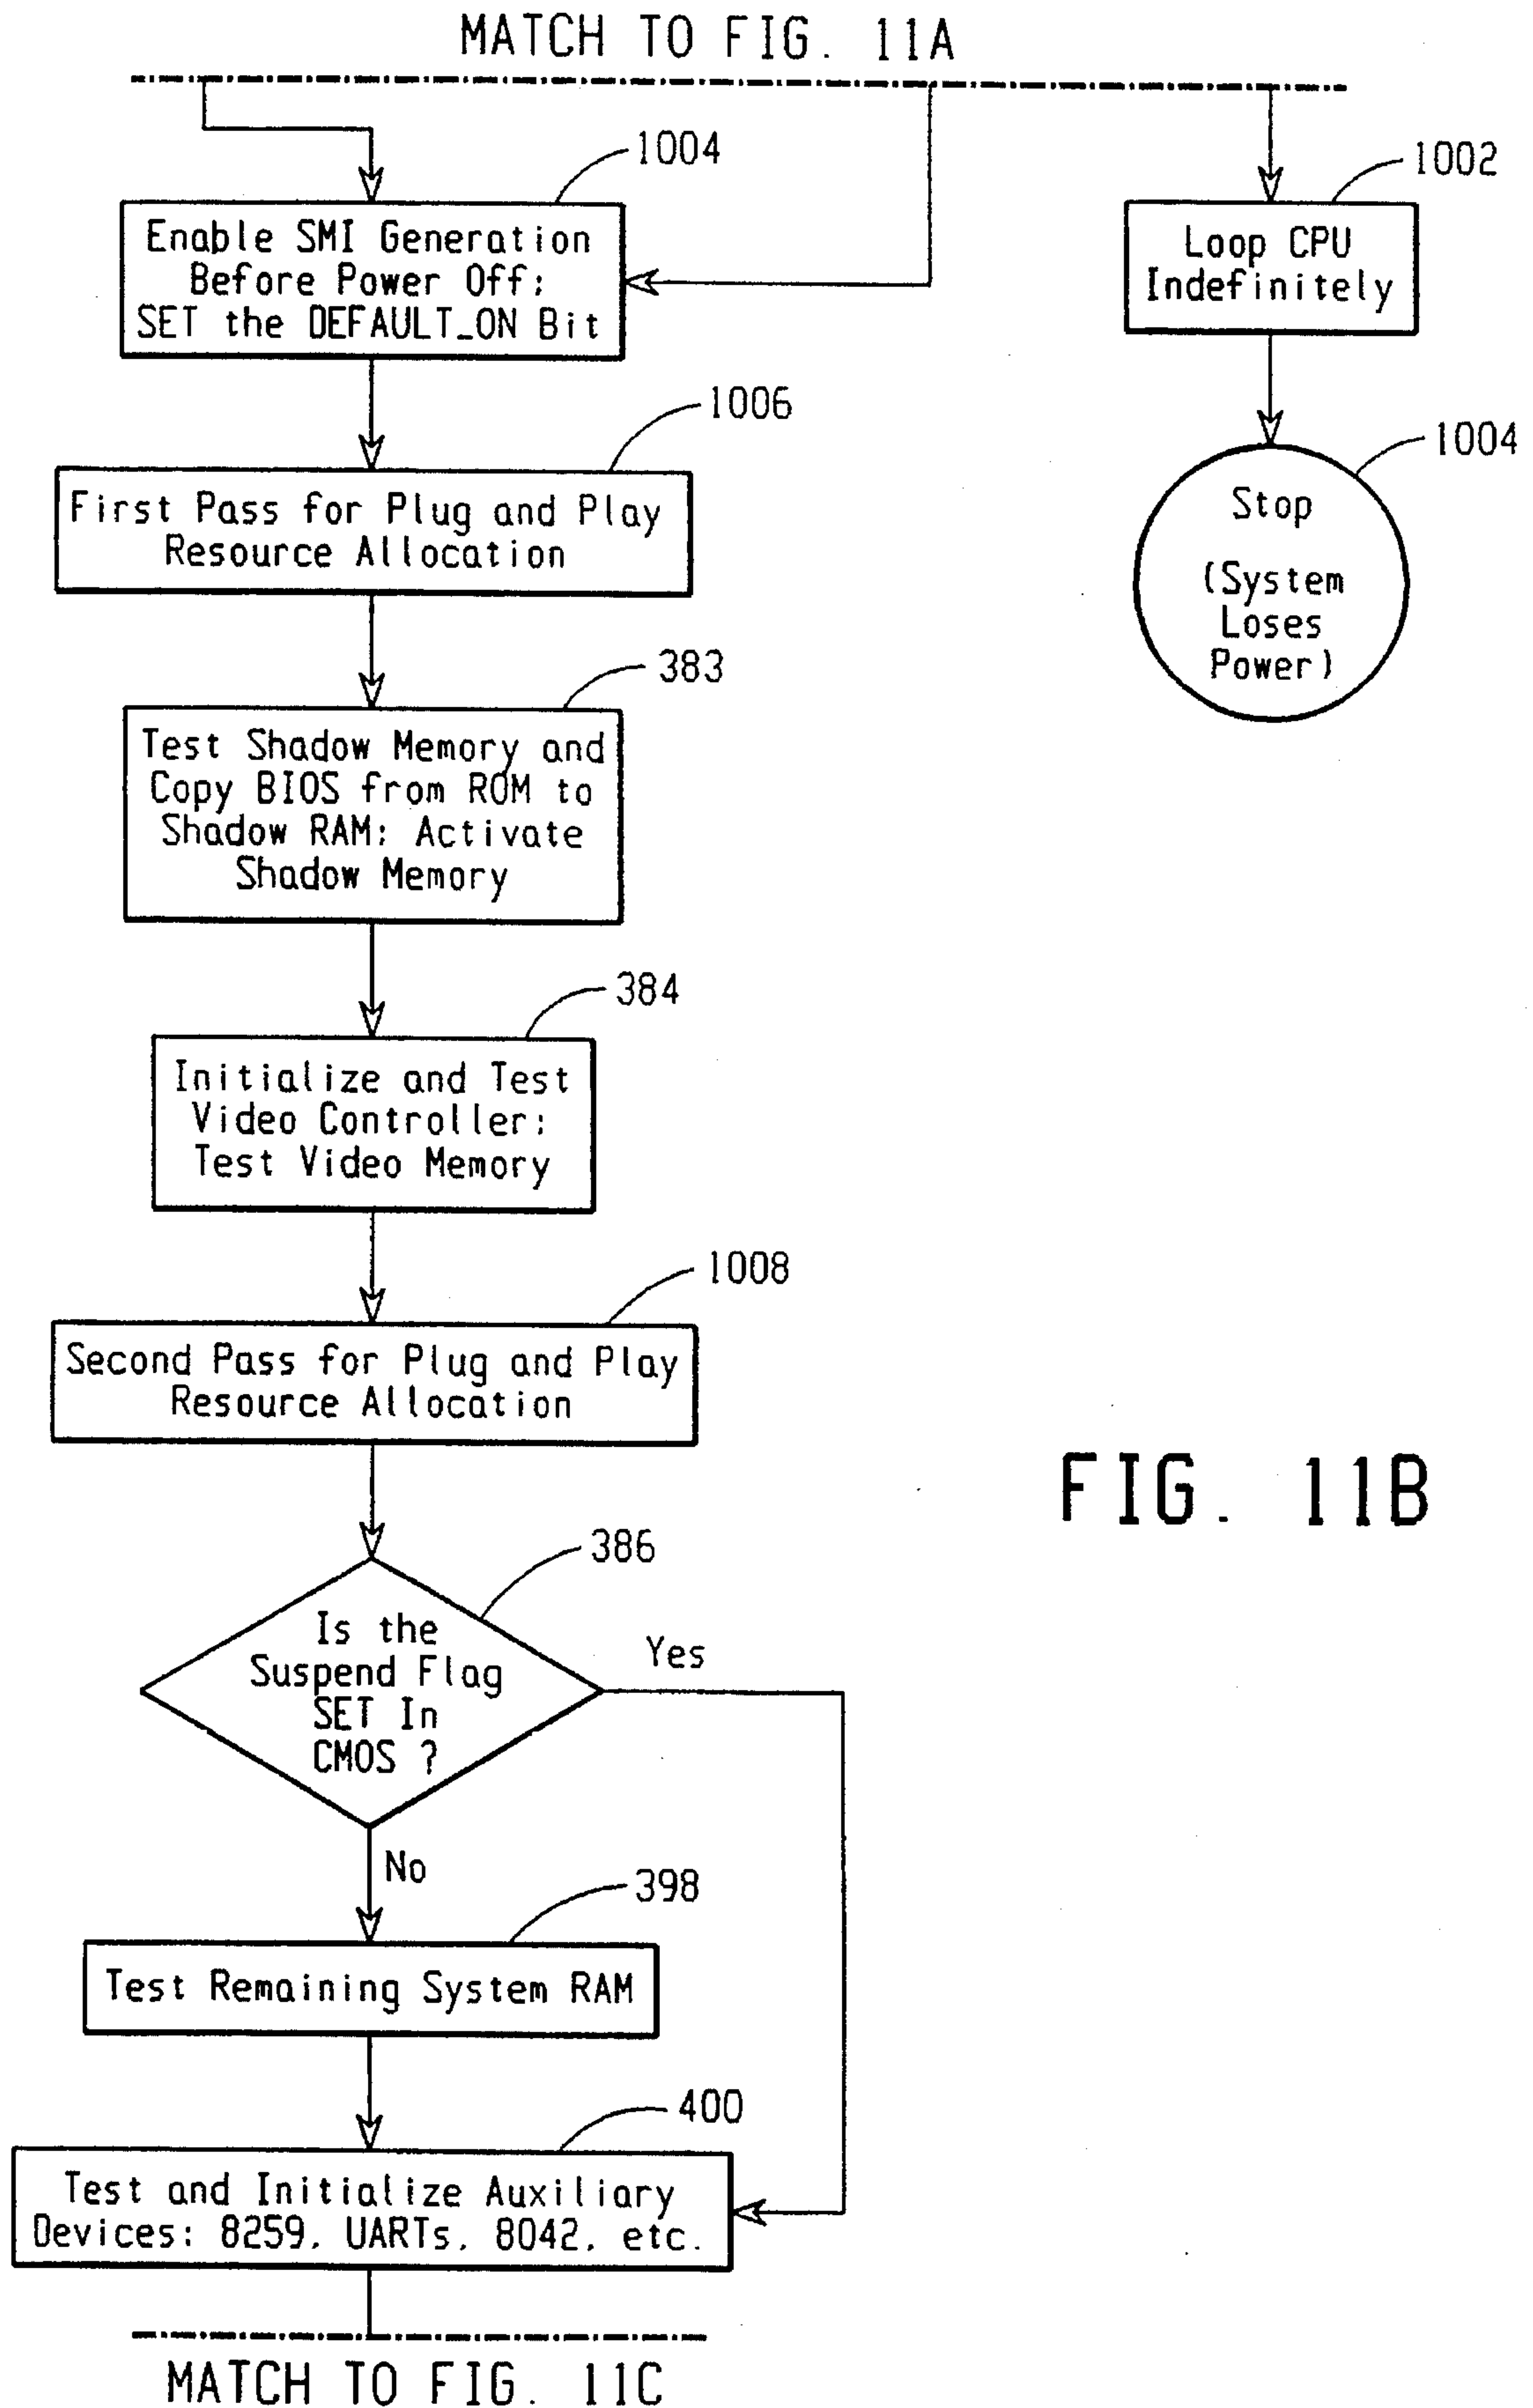 MATCH TO FIG. 11A
1004
Enable SMI Generation
Before Power Off;
SET the DEFAULT_ON Bit
1002
Loop CPU
Indefinitely
1006
First Pass for Plug and Play
Resource Allocation
1004
Stop
(System
Loses
Power)
383
Test Shadow Memory and
Copy BIOS from ROM to
Shadow RAM; Activate
Shadow Memory
384
Initialize and Test
Video Controller;
Test Video Memory
1008
Second Pass for Plug and Play
Resource Allocation
FIG. 11B
386
Is the
Suspend Flag
SET In
CMOS ?
Yes
No
398
Test Remaining System RAM
400
Test and Initialize Auxiliary
Devices: 8259, UARTs, 8042, etc.
MATCH TO FIG. 11C